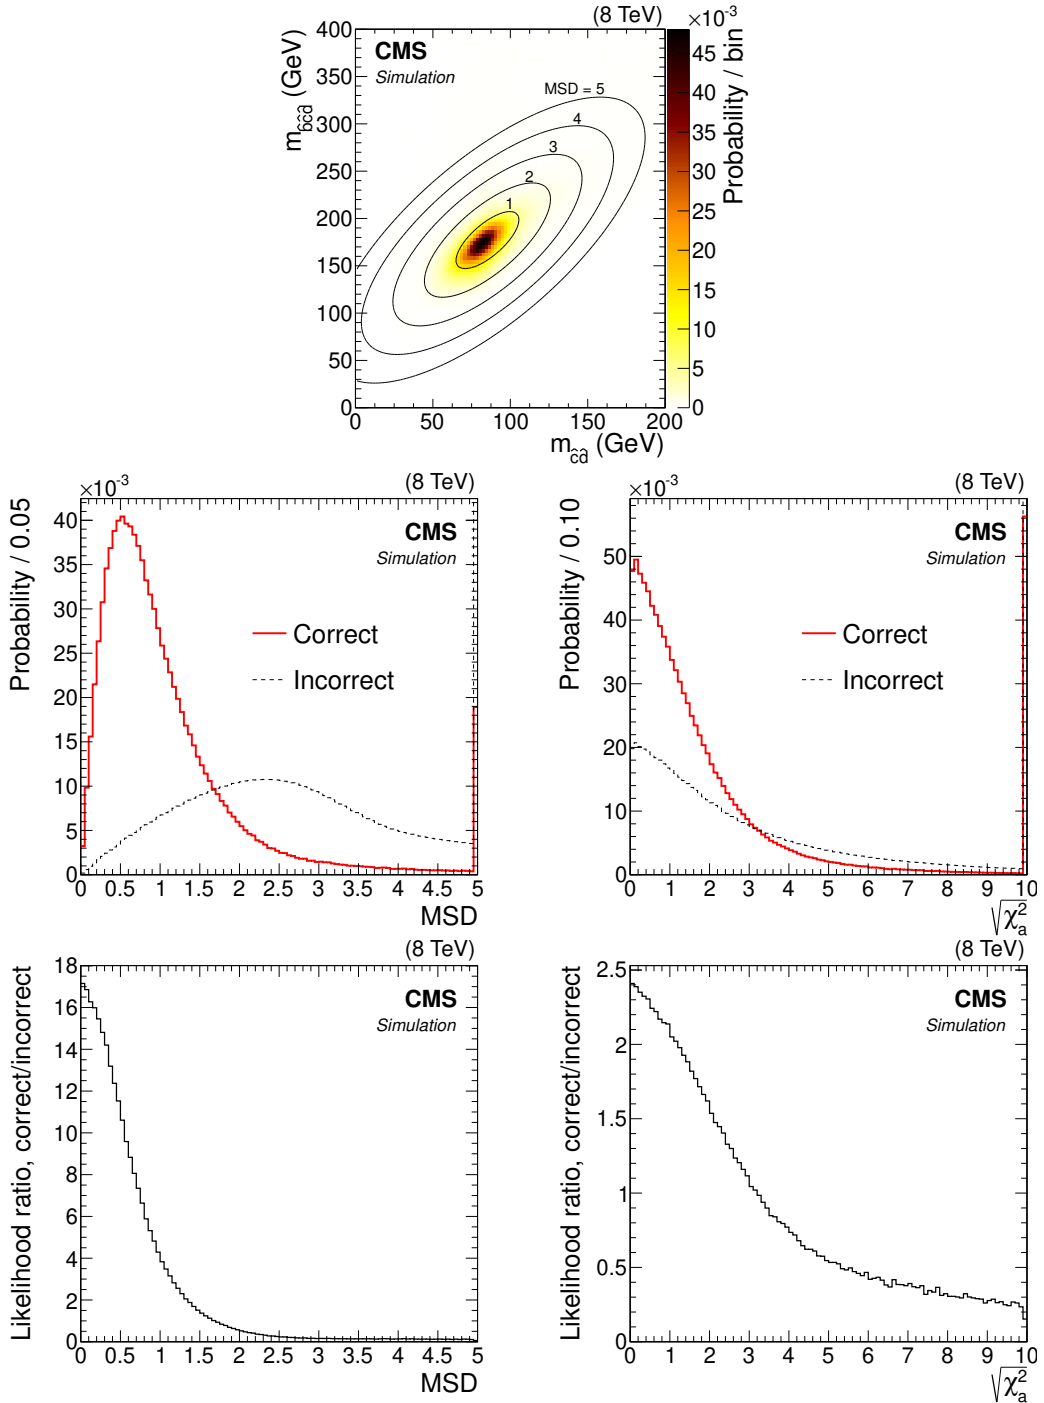 (8 TeV)
×10⁻³
CMS
Simulation
MSD = 5
4
3
2
1
m_b̂ĉd̂ (GeV)
400
350
300
250
200
150
100
50
0
0 50 100 150 200
m_ĉd̂ (GeV)
Probability / bin
45
40
35
30
25
20
15
10
5
0
×10⁻³
(8 TeV)
CMS
Simulation
Probability / 0.05
40
35
30
25
20
15
10
5
0
Correct
Incorrect
0 0.5 1 1.5 2 2.5 3 3.5 4 4.5 5
MSD
×10⁻³
(8 TeV)
CMS
Simulation
Probability / 0.10
50
40
30
20
10
0
Correct
Incorrect
0 1 2 3 4 5 6 7 8 9 10
√χ²_a
(8 TeV)
CMS
Simulation
Likelihood ratio, correct/incorrect
18
16
14
12
10
8
6
4
2
0
0 0.5 1 1.5 2 2.5 3 3.5 4 4.5 5
MSD
(8 TeV)
CMS
Simulation
Likelihood ratio, correct/incorrect
2.5
2
1.5
1
0.5
0
0 1 2 3 4 5 6 7 8 9 10
√χ²_a